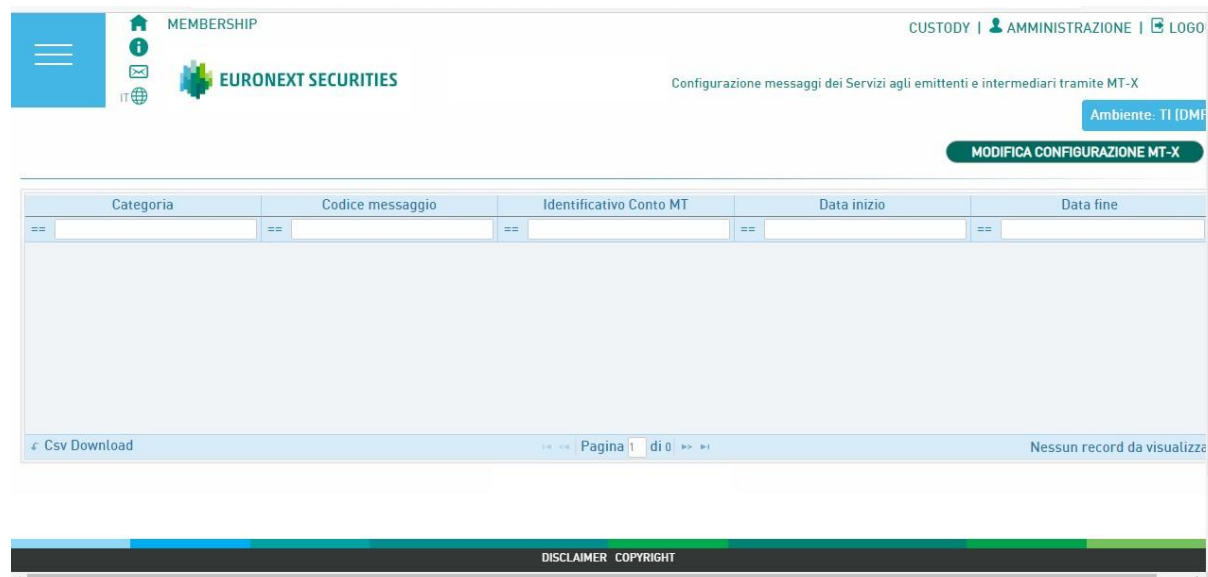 MEMBERSHIP
CUSTODY | AMMINISTRAZIONE | LOGO
IT
EURONEXT SECURITIES
Configurazione messaggi dei Servizi agli emittenti e intermediari tramite MT-X
Ambiente: TI (DMF
MODIFICA CONFIGURAZIONE MT-X
Categoria Codice messaggio Identificativo Conto MT Data inizio Data fine
== == == == ==
Csv Download Pagina 1 di 0 Nessun record da visualizza
DISCLAIMER COPYRIGHT